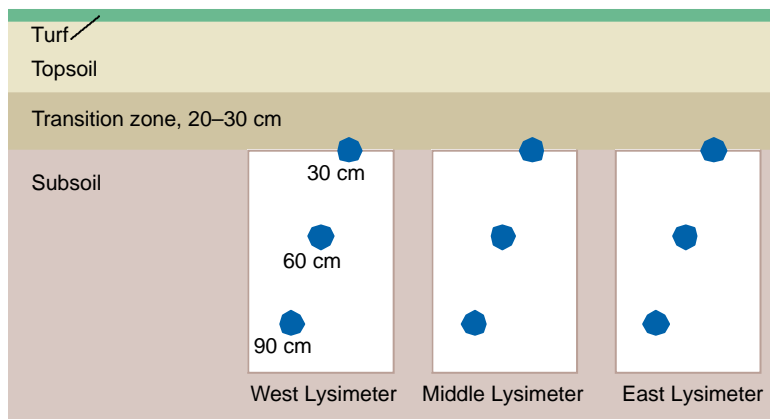 Turf
Topsoil
Transition zone, 20–30 cm
Subsoil
30 cm
60 cm
90 cm
West Lysimeter
Middle Lysimeter
East Lysimeter